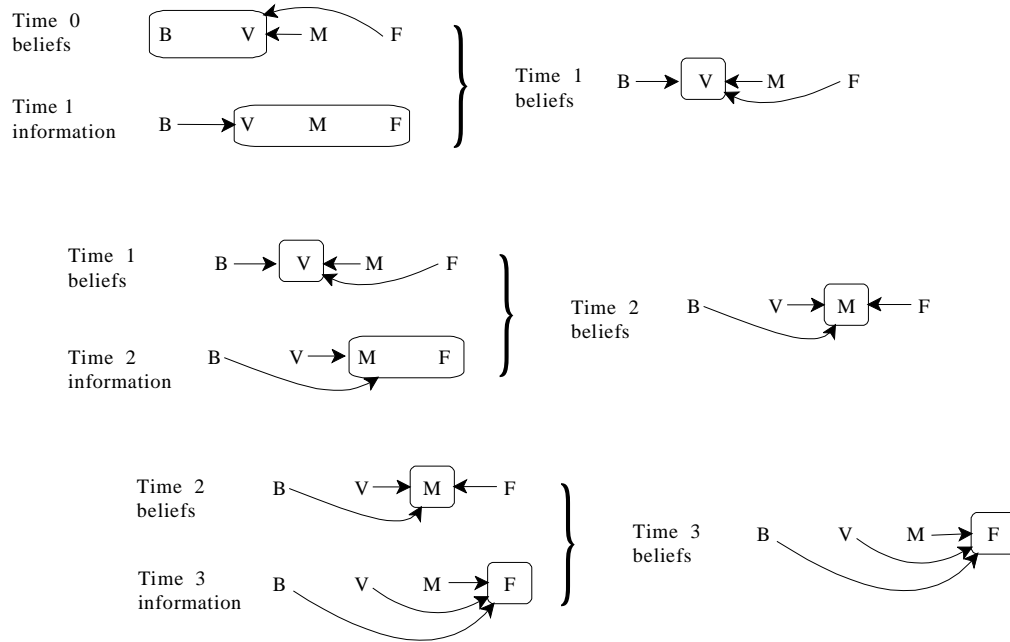 Time 0
beliefs
B V M F
Time 1
information
B V M F
Time 1
beliefs
B V M F
Time 1
beliefs
B V M F
Time 2
information
B V M F
Time 2
beliefs
B V M F
Time 2
beliefs
B V M F
Time 3
information
B V M F
Time 3
beliefs
B V M F